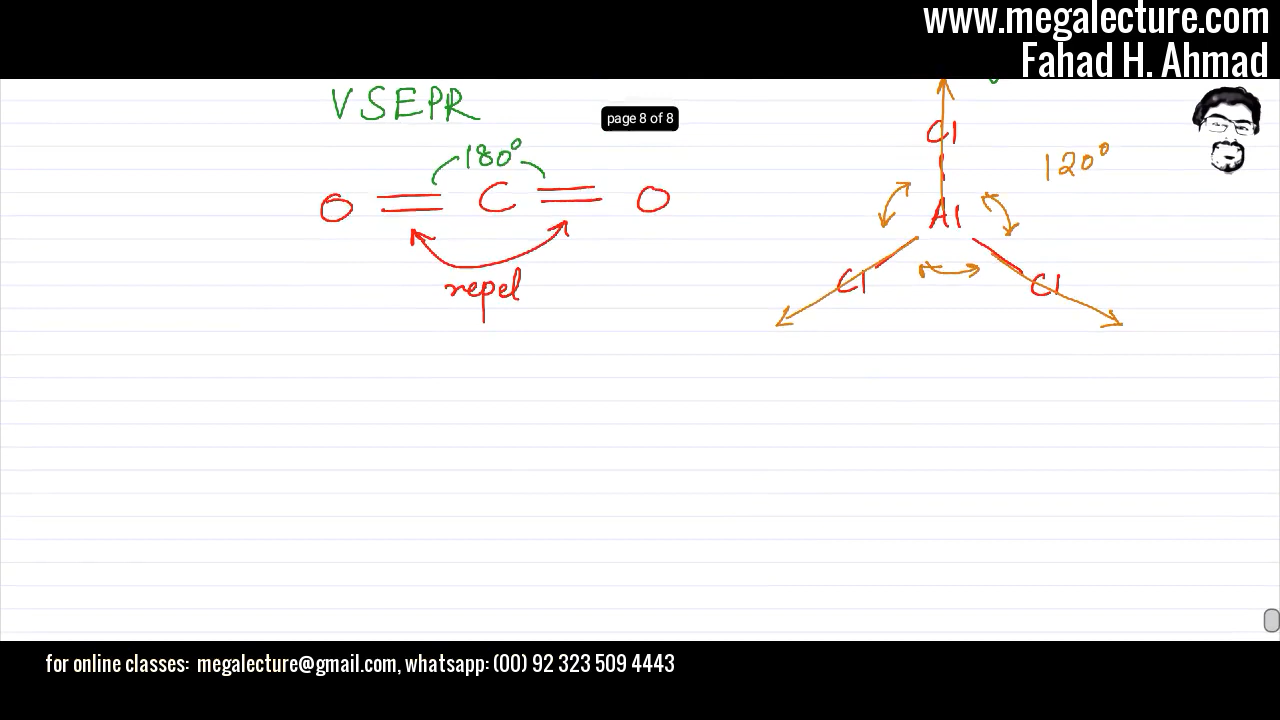 www.megalecture.com
Fahad H. Ahmad
VSEPR
page 8 of 8
180°
O = C = O
repel
Cl
120°
Al
Cl Cl
for online classes: megalecture@gmail.com, whatsapp: (00) 92 323 509 4443